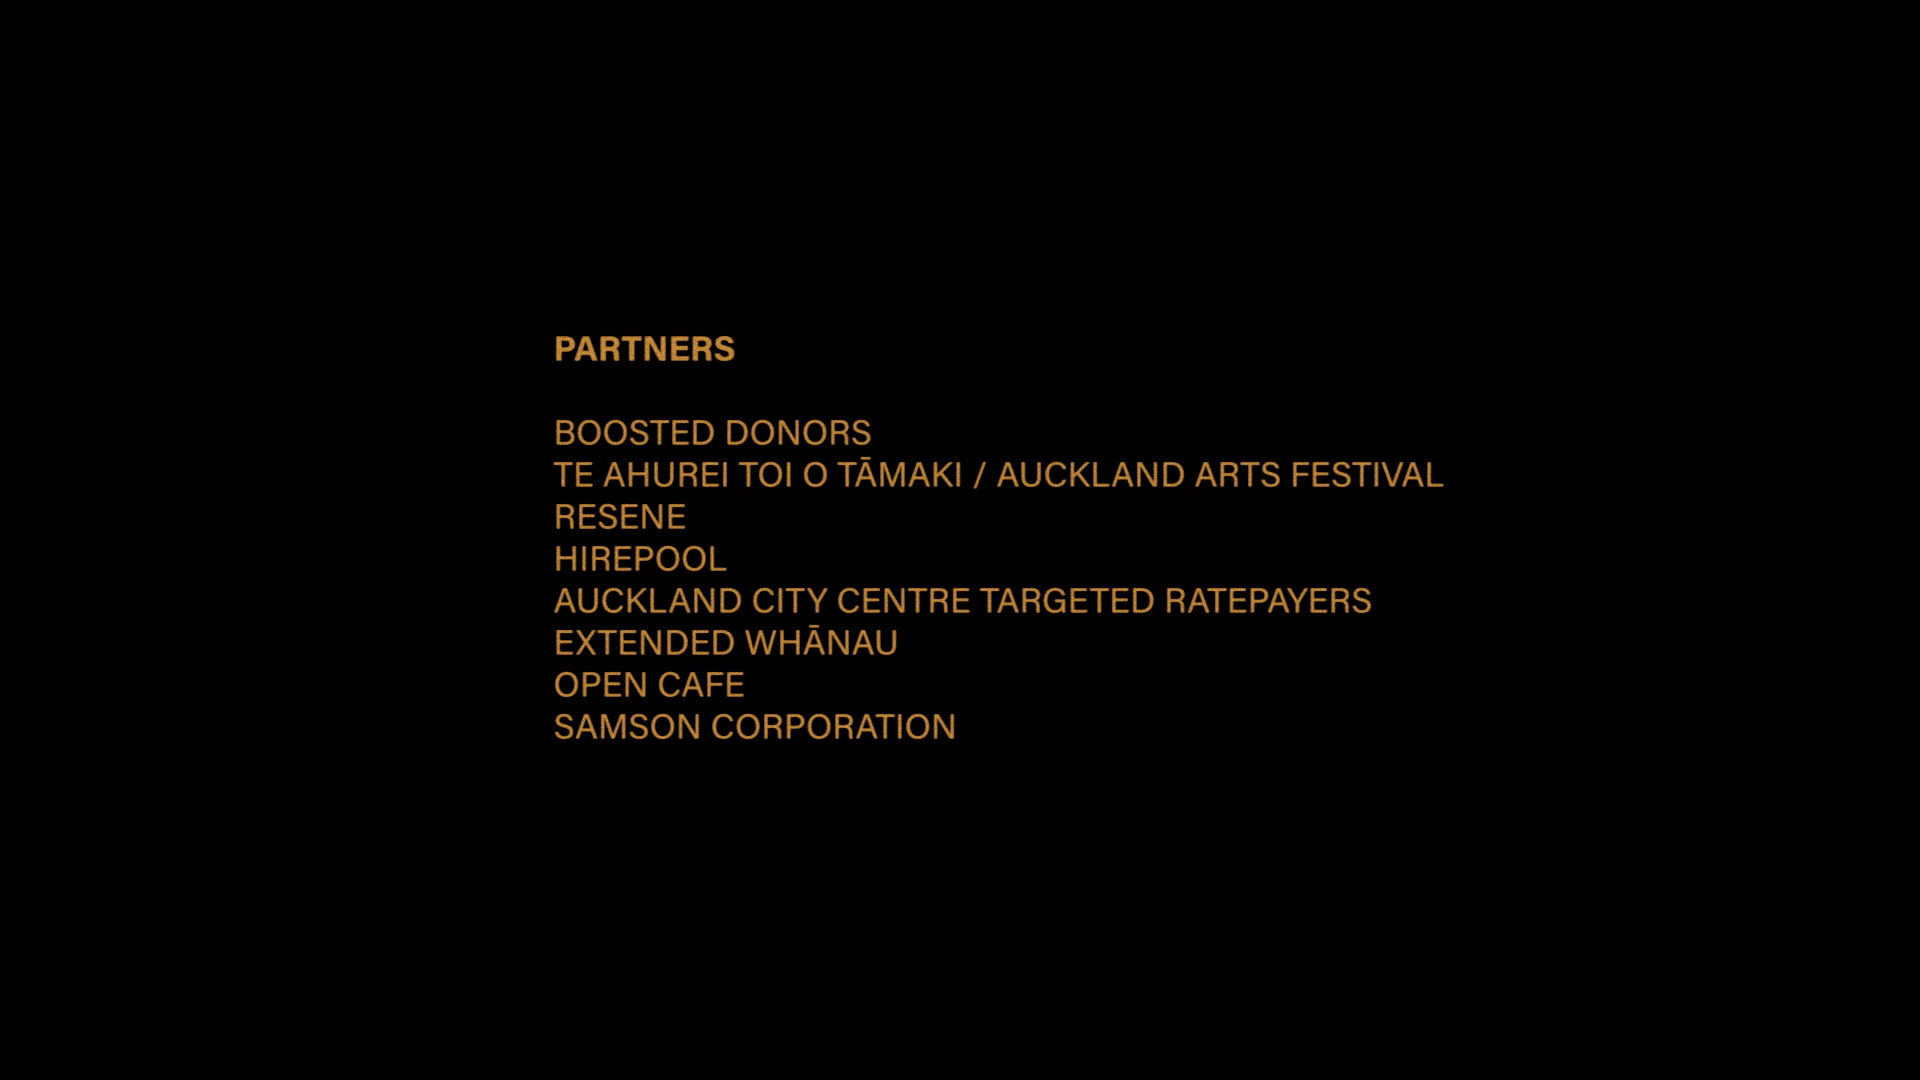 PARTNERS
BOOSTED DONORS
TE AHUREI TOI O TĀMAKI / AUCKLAND ARTS FESTIVAL
RESENE
HIREPOOL
AUCKLAND CITY CENTRE TARGETED RATEPAYERS
EXTENDED WHĀNAU
OPEN CAFE
SAMSON CORPORATION